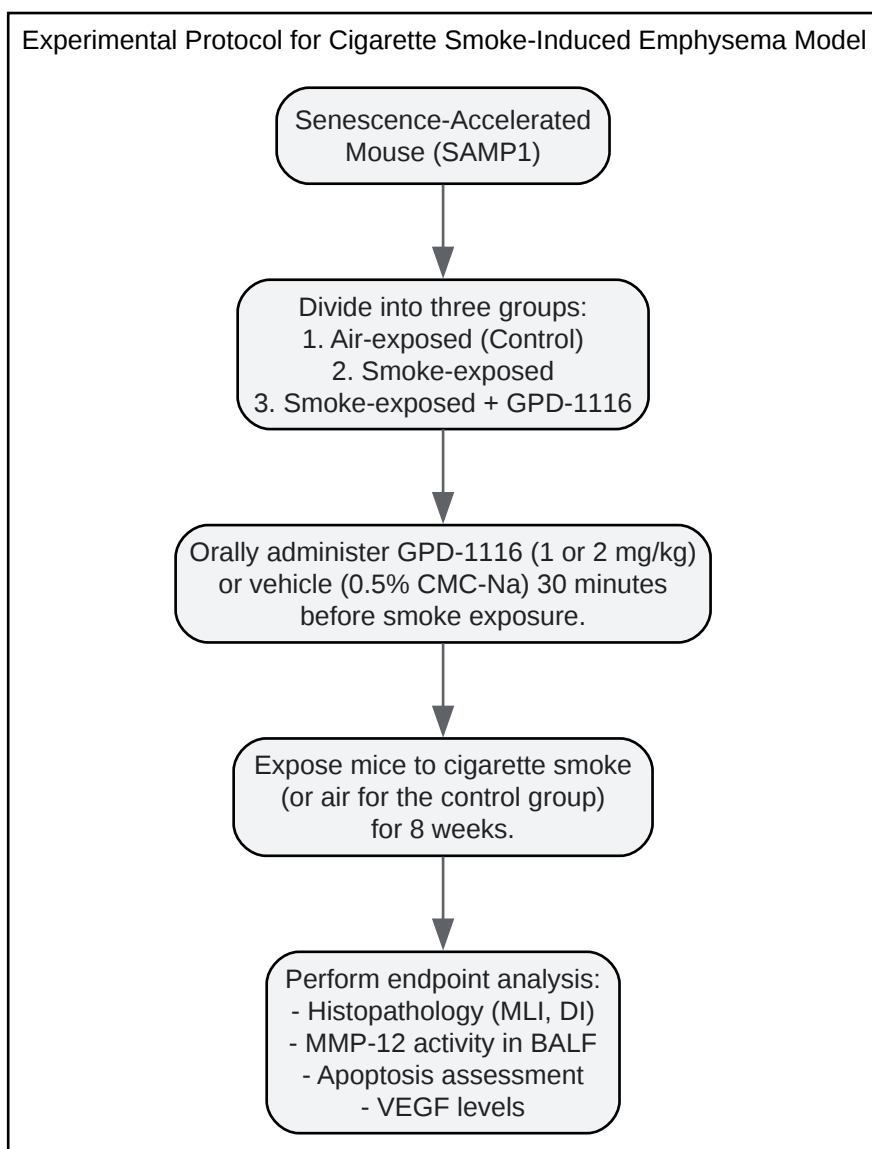 Experimental Protocol for Cigarette Smoke-Induced Emphysema Model
Senescence-Accelerated
Mouse (SAMP1)
Divide into three groups:
1. Air-exposed (Control)
2. Smoke-exposed
3. Smoke-exposed + GPD-1116
Orally administer GPD-1116 (1 or 2 mg/kg)
or vehicle (0.5% CMC-Na) 30 minutes
before smoke exposure.
Expose mice to cigarette smoke
(or air for the control group)
for 8 weeks.
Perform endpoint analysis:
- Histopathology (MLI, DI)
- MMP-12 activity in BALF
- Apoptosis assessment
- VEGF levels